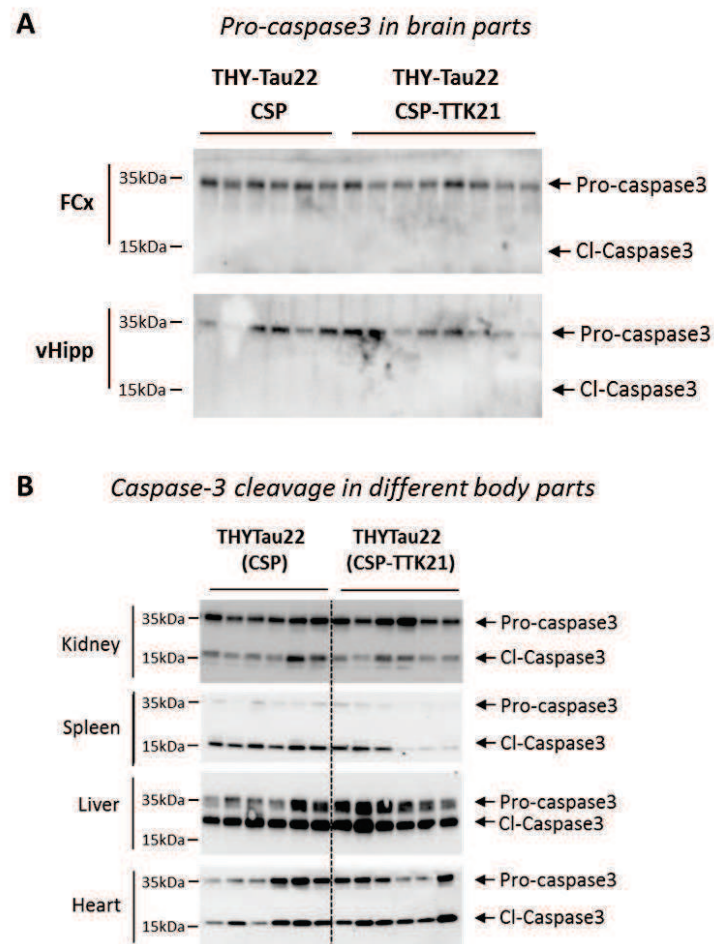 A
Pro-caspase3 in brain parts
THY-Tau22 THY-Tau22
CSP CSP-TTK21
FCx
35kDa
Pro-caspase3
15kDa
Cl-Caspase3
vHipp
35kDa
Pro-caspase3
15kDa
Cl-Caspase3
B
Caspase-3 cleavage in different body parts
THYTau22 THYTau22
(CSP) (CSP-TTK21)
Kidney
35kDa
Pro-caspase3
15kDa
Cl-Caspase3
Spleen
35kDa
Pro-caspase3
15kDa
Cl-Caspase3
Liver
35kDa
Pro-caspase3
Cl-Caspase3
15kDa
Heart
35kDa
Pro-caspase3
15kDa
Cl-Caspase3